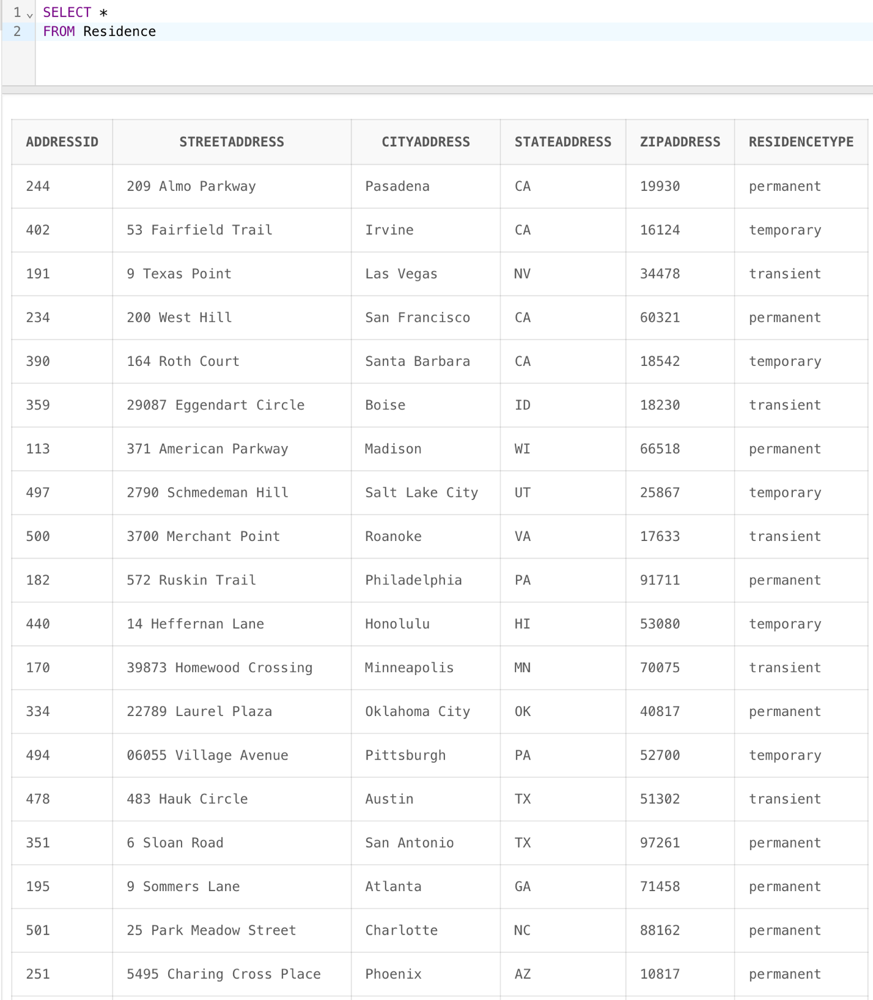 1 SELECT *
2 FROM Residence
ADDRESSID STREETADDRESS CITYADDRESS STATEADDRESS ZIPADDRESS RESIDENCETYPE
244 209 Almo Parkway Pasadena CA 19930 permanent
402 53 Fairfield Trail Irvine CA 16124 temporary
191 9 Texas Point Las Vegas NV 34478 transient
234 200 West Hill San Francisco CA 60321 permanent
390 164 Roth Court Santa Barbara CA 18542 temporary
359 29087 Eggendart Circle Boise ID 18230 transient
113 371 American Parkway Madison WI 66518 permanent
497 2790 Schmedeman Hill Salt Lake City UT 25867 temporary
500 3700 Merchant Point Roanoke VA 17633 transient
182 572 Ruskin Trail Philadelphia PA 91711 permanent
440 14 Heffernan Lane Honolulu HI 53080 temporary
170 39873 Homewood Crossing Minneapolis MN 70075 transient
334 22789 Laurel Plaza Oklahoma City OK 40817 permanent
494 06055 Village Avenue Pittsburgh PA 52700 temporary
478 483 Hauk Circle Austin TX 51302 transient
351 6 Sloan Road San Antonio TX 97261 permanent
195 9 Sommers Lane Atlanta GA 71458 permanent
501 25 Park Meadow Street Charlotte NC 88162 permanent
251 5495 Charing Cross Place Phoenix AZ 10817 permanent